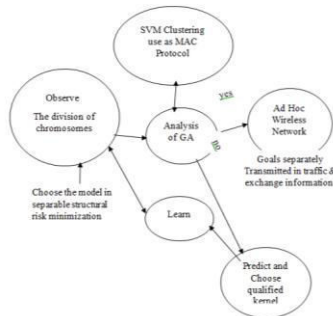 SVM Clustering
use as MAC
Protocol
Observe
The division of
chromosomes
yes
Analysis
of GA
no
Ad Hoc
Wireless
Network
Goals separately
Transmitted in traffic &
exchange information
Choose the model in
separable structural
risk minimization
Learn
Predict and
Choose
qualified
kernel